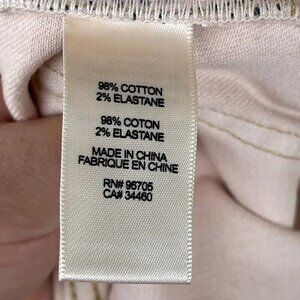 98% COTTON
2% ELASTANE
98% COTON
2% ELASTANE
MADE IN CHINA
FABRIQUE EN CHINE
RN# 96705
CA# 34460